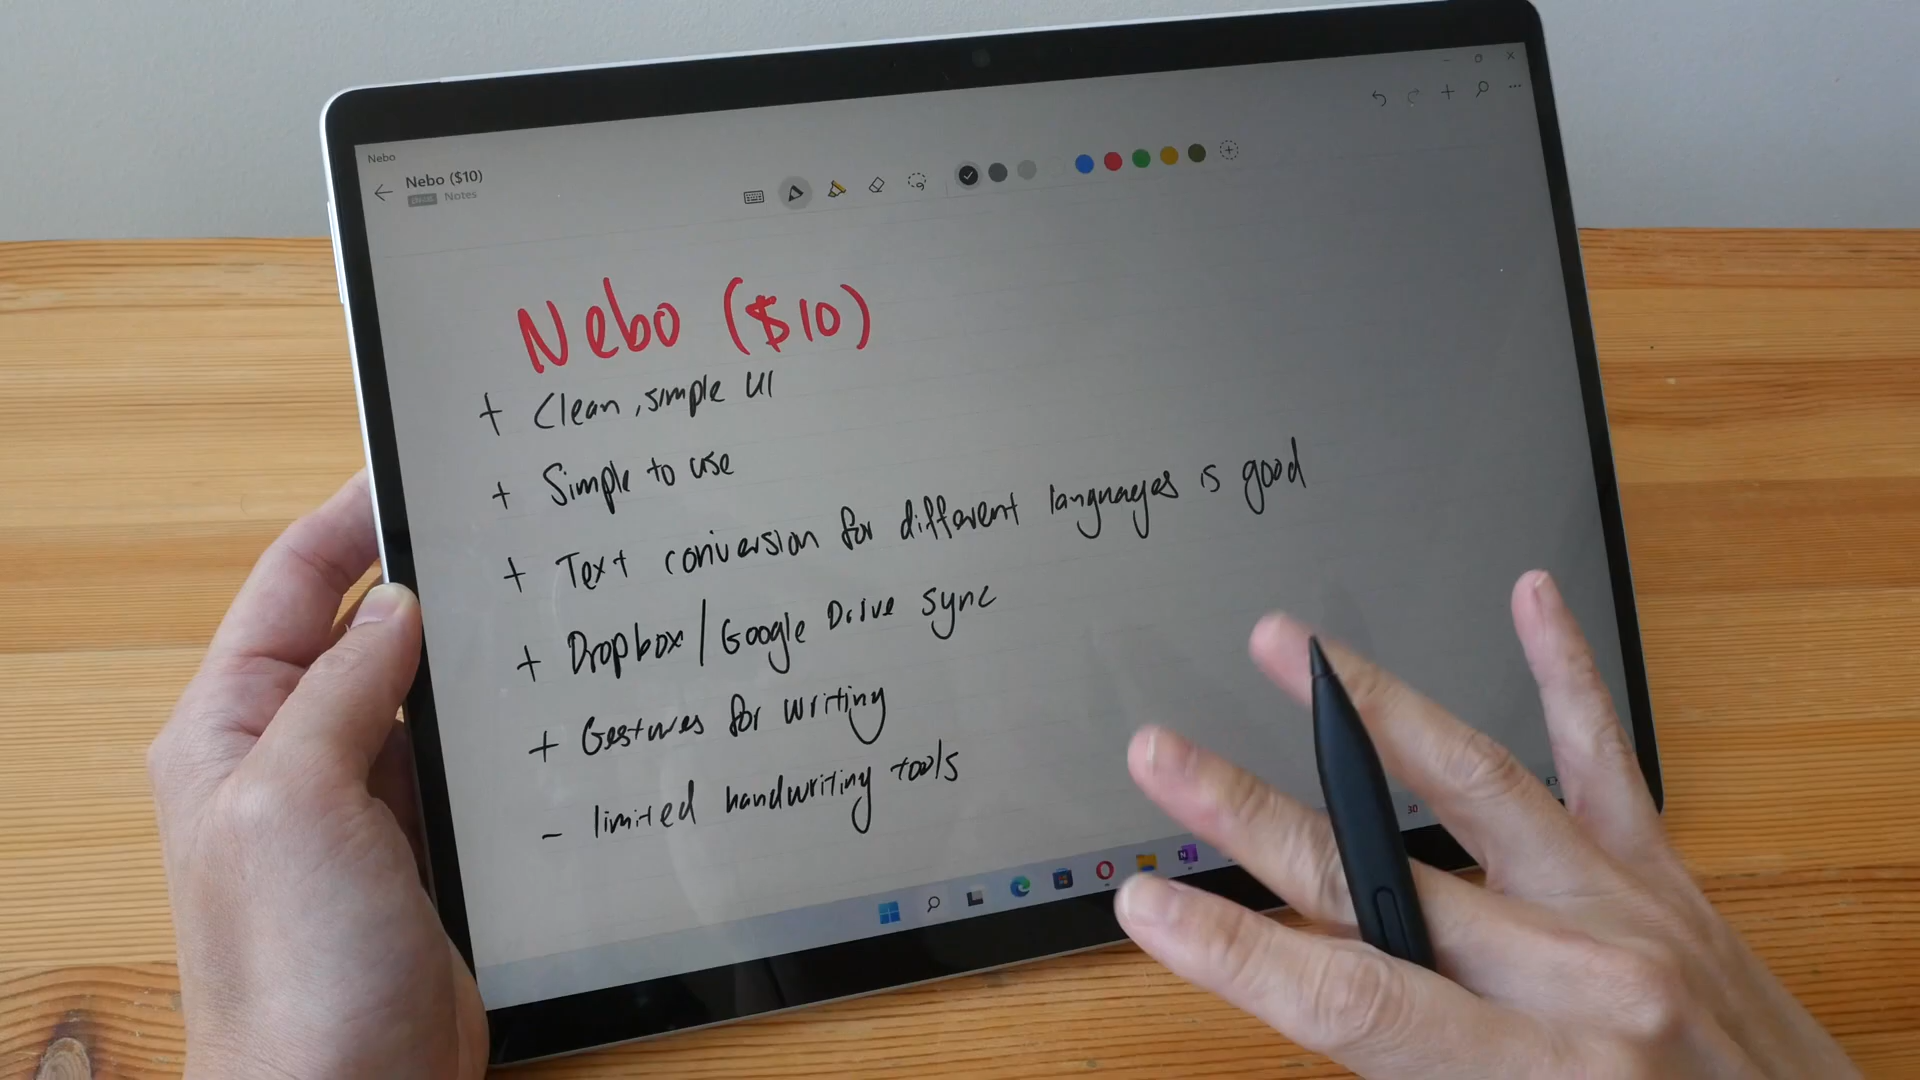 Nebo
Nebo ($10)
Notes
Nebo ($10)
+ Clean, simple UI
+ Simple to use
+ Text conversion for different languages is good
+ Dropbox/Google Drive sync
+ Gestures for writing
- limited handwriting tools
30